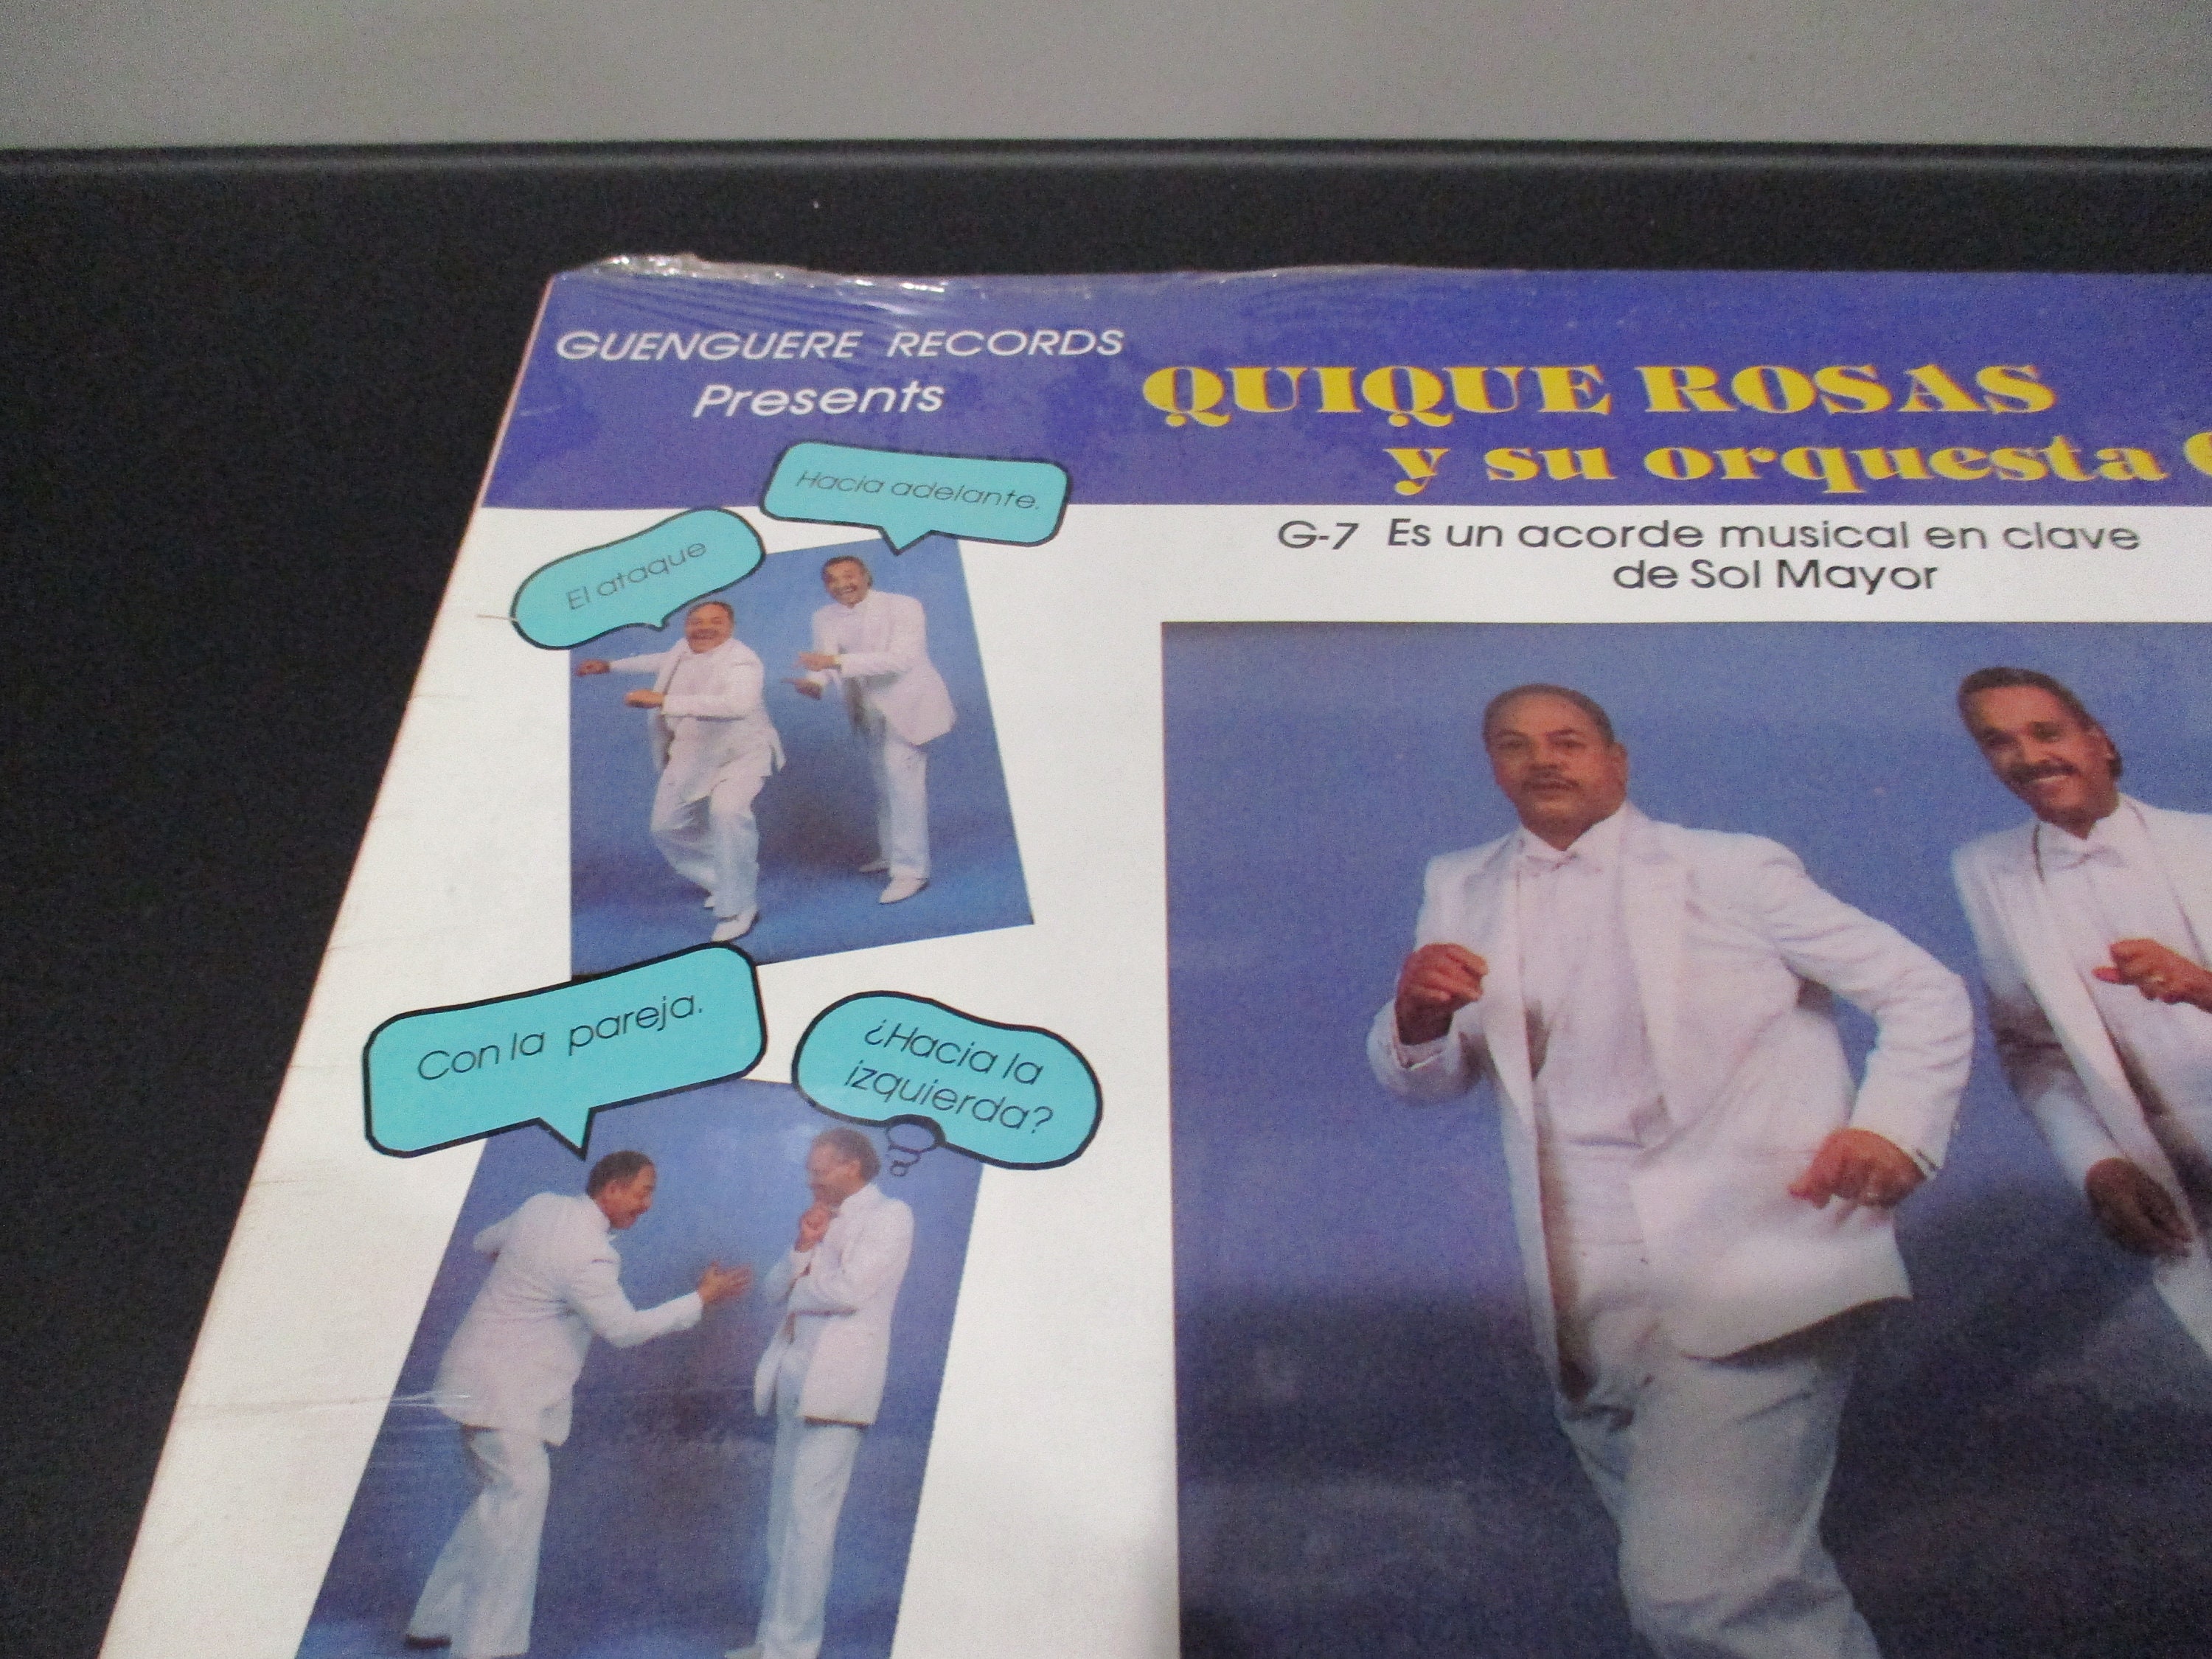 GUENGUERE RECORDS
Presents
QUIQUE ROSAS
y su orquesta
G-7 Es un acorde musical en clave
de Sol Mayor
Hacia adelante.
El ataque
Con la pareja.
¿Hacia la
izquierda?